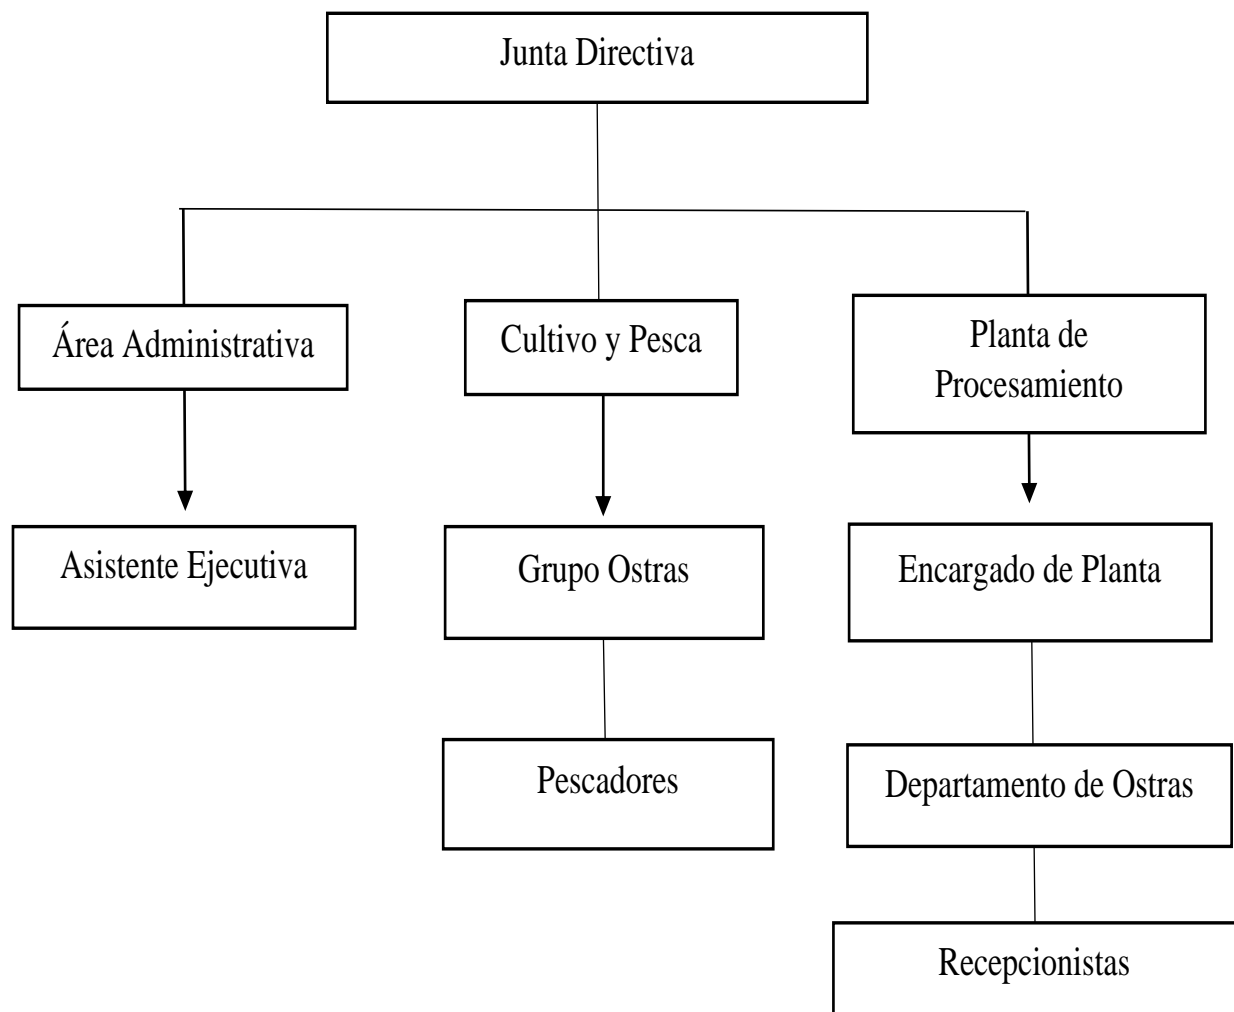 Junta Directiva
Área Administrativa
Cultivo y Pesca
Planta de
Procesamiento
Asistente Ejecutiva
Grupo Ostras
Encargado de Planta
Pescadores
Departamento de Ostras
Recepcionistas